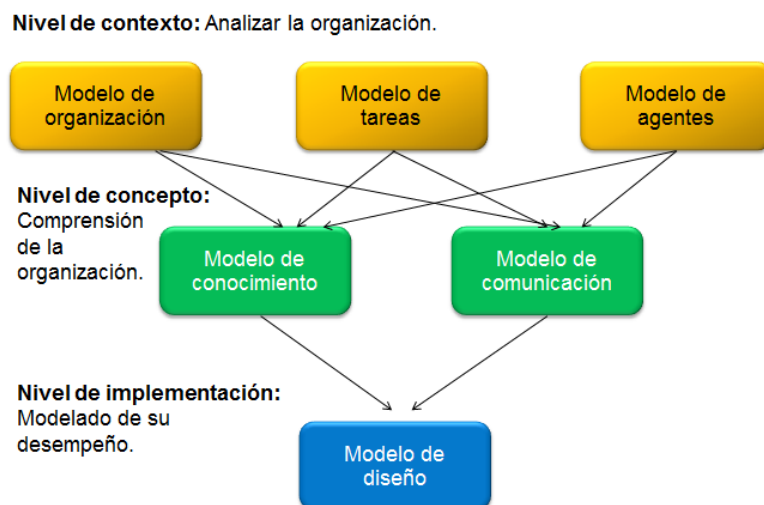 Nivel de contexto: Analizar la organización.
Modelo de
organización
Modelo de
tareas
Modelo de
agentes
Nivel de concepto:
Comprensión
de la
organización.
Modelo de
conocimiento
Modelo de
comunicación
Nivel de implementación:
Modelado de su
desempeño.
Modelo de
diseño